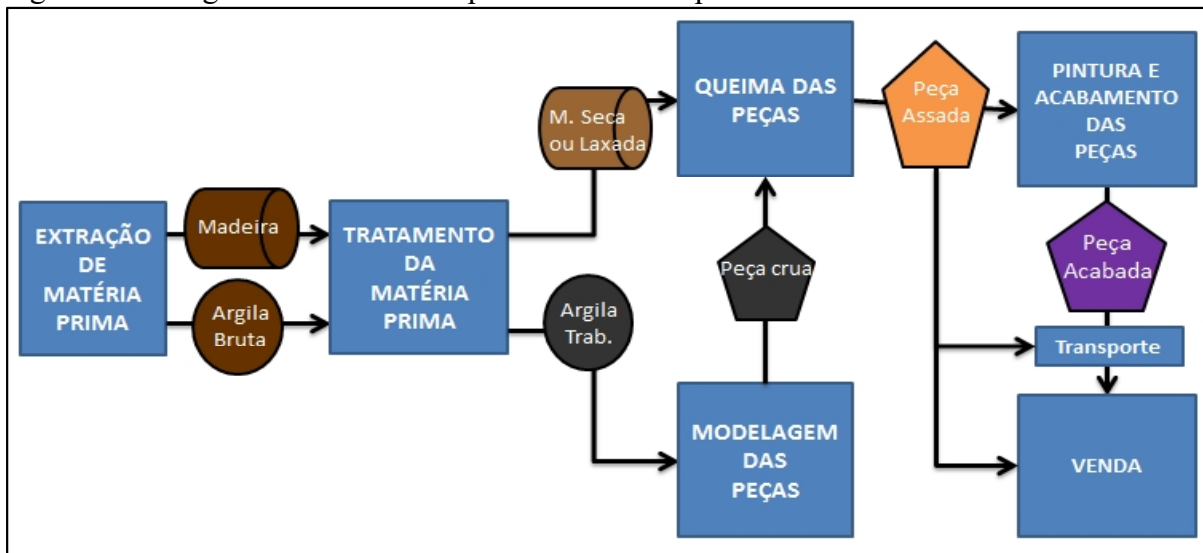 EXTRAÇÃO
DE
MATÉRIA
PRIMA
Madeira
Argila
Bruta
TRATAMENTO
DA
MATÉRIA
PRIMA
M. Seca
ou Laxada
Argila
Trab.
QUEIMA DAS
PEÇAS
Peça crua
MODELAGEM
DAS
PEÇAS
Peça
Assada
PINTURA E
ACABAMENTO
DAS
PEÇAS
Peça
Acabada
Transporte
VENDA